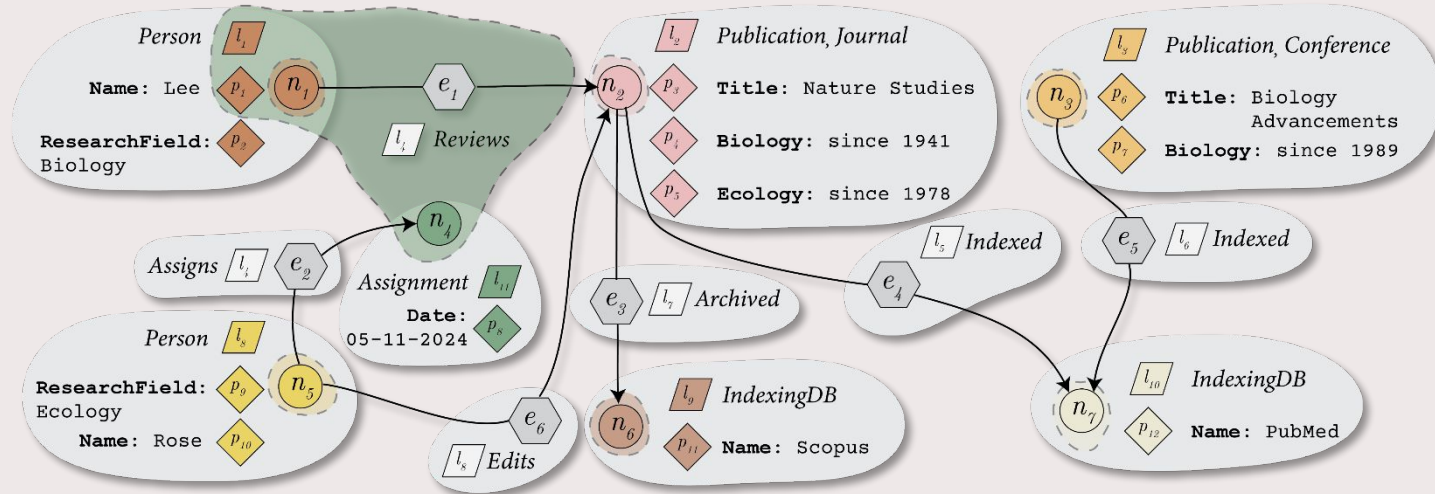 Person l₁
Name: Lee p₁ n₁
ResearchField: p₂
Biology
e₁
l₄ Reviews
l₂ Publication, Journal
n₂ p₃ Title: Nature Studies
p₄ Biology: since 1941
p₅ Ecology: since 1978
l₃ Publication, Conference
n₃ p₆ Title: Biology
Advancements
p₇ Biology: since 1989
Assigns l₄ e₂
n₄
Assignment l₁₁
Date: p₈
05-11-2024
e₃ l₇ Archived
l₅ Indexed
e₄
e₅ l₆ Indexed
Person l₈
ResearchField: p₉ n₅
Ecology
Name: Rose p₁₀
e₆
l₈ Edits
l₉ IndexingDB
n₆ p₁₁ Name: Scopus
l₁₀ IndexingDB
n₇ p₁₂ Name: PubMed